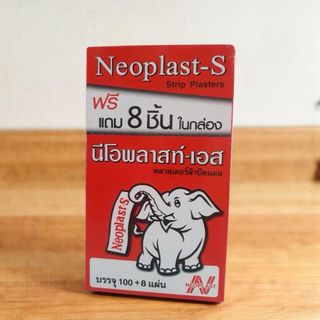 Neoplast-S
Strip Plasters
ฟรี
แถม 8 ชิ้น ในกล่อง
นีโอพลาสท์-เอส
พลาสเตอร์ผ้าปิดแผล
Neoplast-S
บรรจุ 100 + 8 แผ่น
N
NEOPLAST